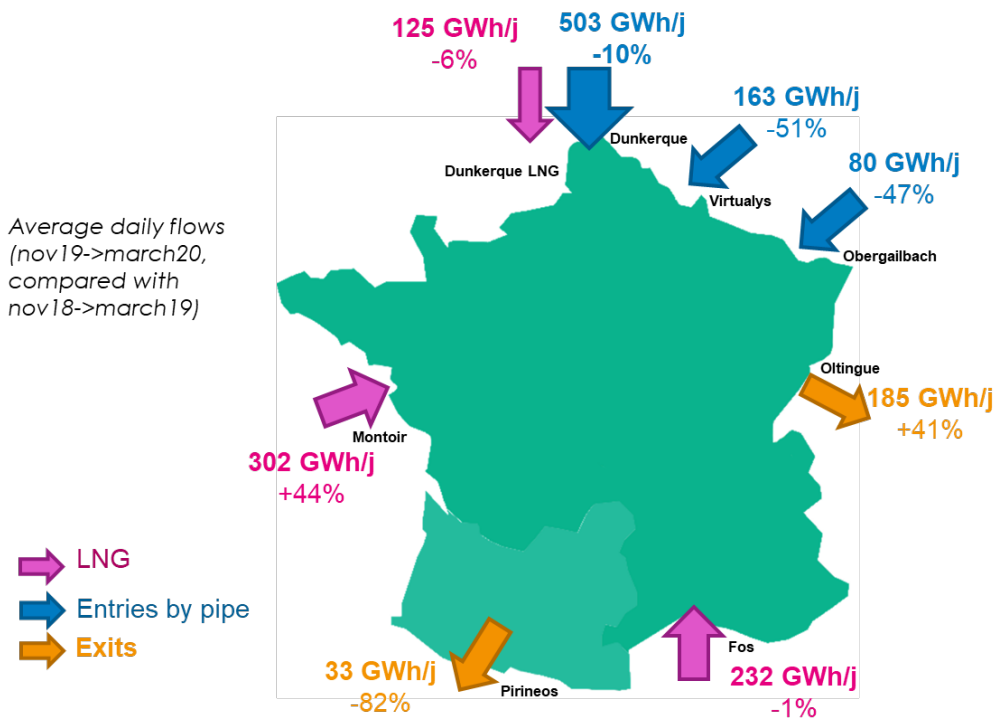 125 GWh/j
-6%
503 GWh/j
-10%
163 GWh/j
-51%
Dunkerque
Dunkerque LNG
80 GWh/j
-47%
Virtualys
Average daily flows
(nov19->march20,
compared with
nov18->march19)
Obergailbach
Oltingue
185 GWh/j
+41%
Montoir
302 GWh/j
+44%
LNG
Entries by pipe
Exits
Fos
33 GWh/j
-82%
Pirineos
232 GWh/j
-1%